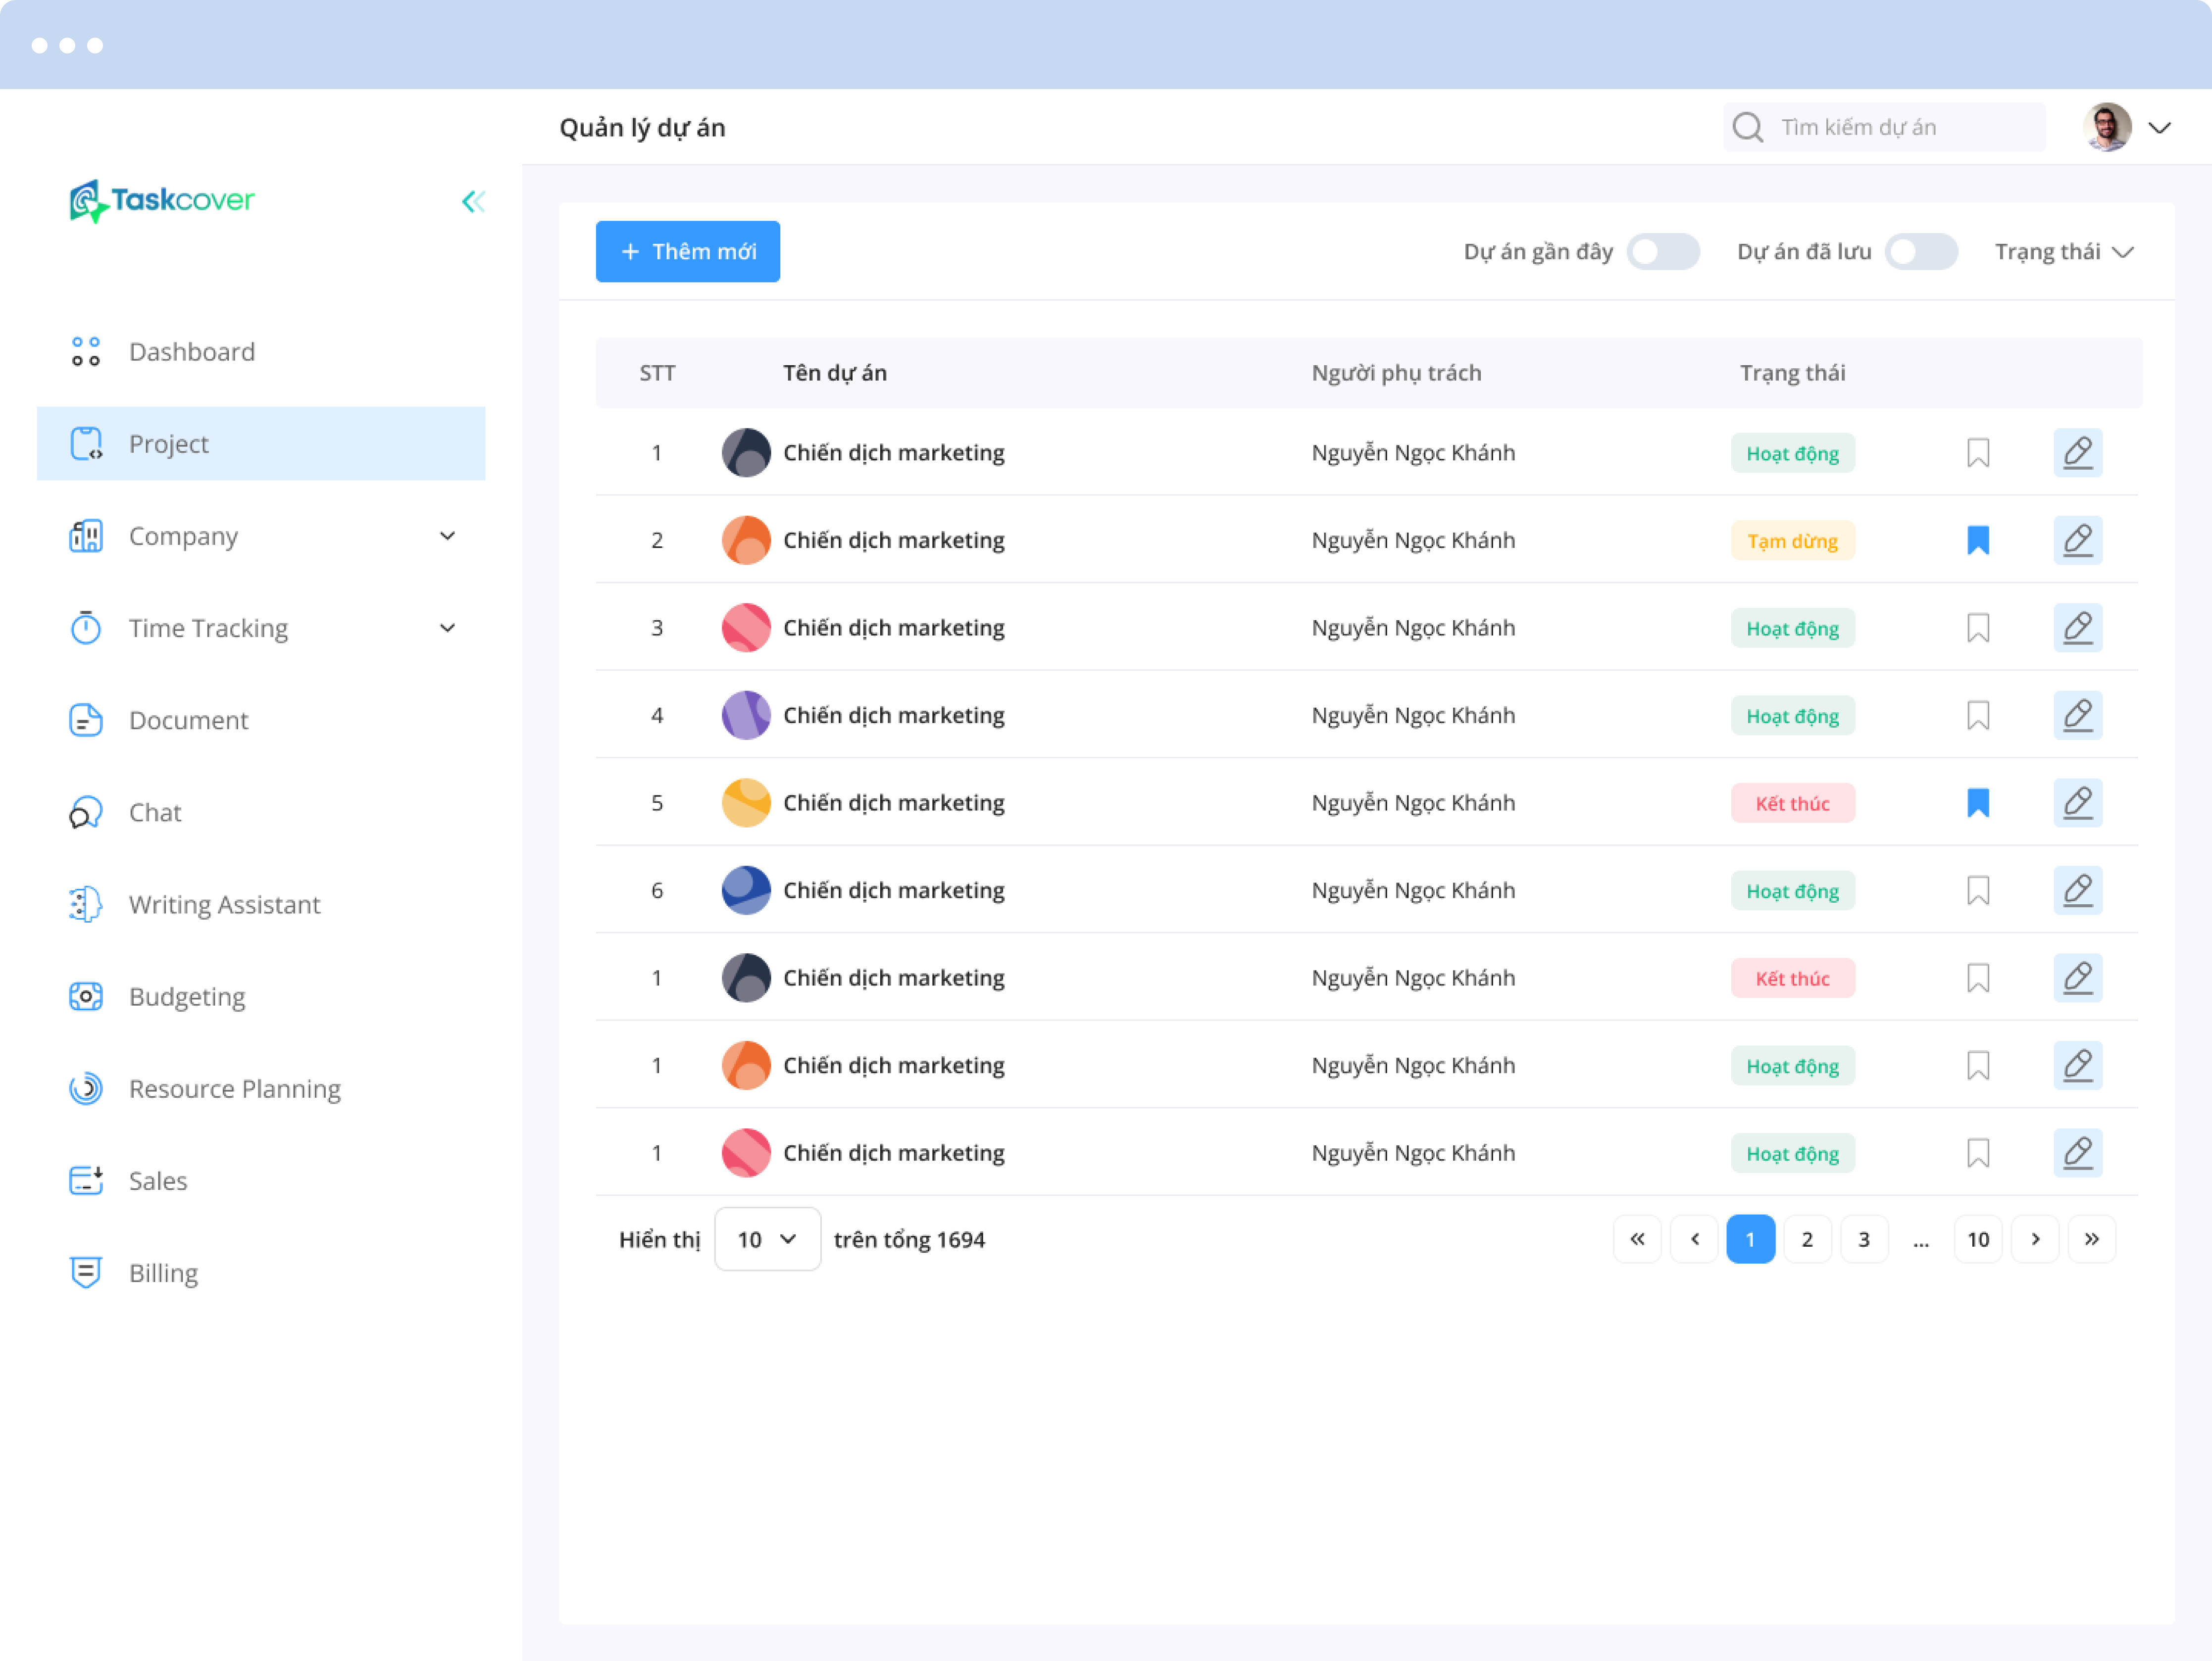 Quản lý dự án
Tìm kiếm dự án
Taskcover
Dashboard
Project
Company
Time Tracking
Document
Chat
Writing Assistant
Budgeting
Resource Planning
Sales
Billing
+ Thêm mới
Dự án gần đây
Dự án đã lưu
Trạng thái
STT Tên dự án Người phụ trách Trạng thái
1 Chiến dịch marketing Nguyễn Ngọc Khánh Hoạt động
2 Chiến dịch marketing Nguyễn Ngọc Khánh Tạm dừng
3 Chiến dịch marketing Nguyễn Ngọc Khánh Hoạt động
4 Chiến dịch marketing Nguyễn Ngọc Khánh Hoạt động
5 Chiến dịch marketing Nguyễn Ngọc Khánh Kết thúc
6 Chiến dịch marketing Nguyễn Ngọc Khánh Hoạt động
1 Chiến dịch marketing Nguyễn Ngọc Khánh Kết thúc
1 Chiến dịch marketing Nguyễn Ngọc Khánh Hoạt động
1 Chiến dịch marketing Nguyễn Ngọc Khánh Hoạt động
Hiển thị 10 trên tổng 1694
« ‹ 1 2 3 ... 10 › »